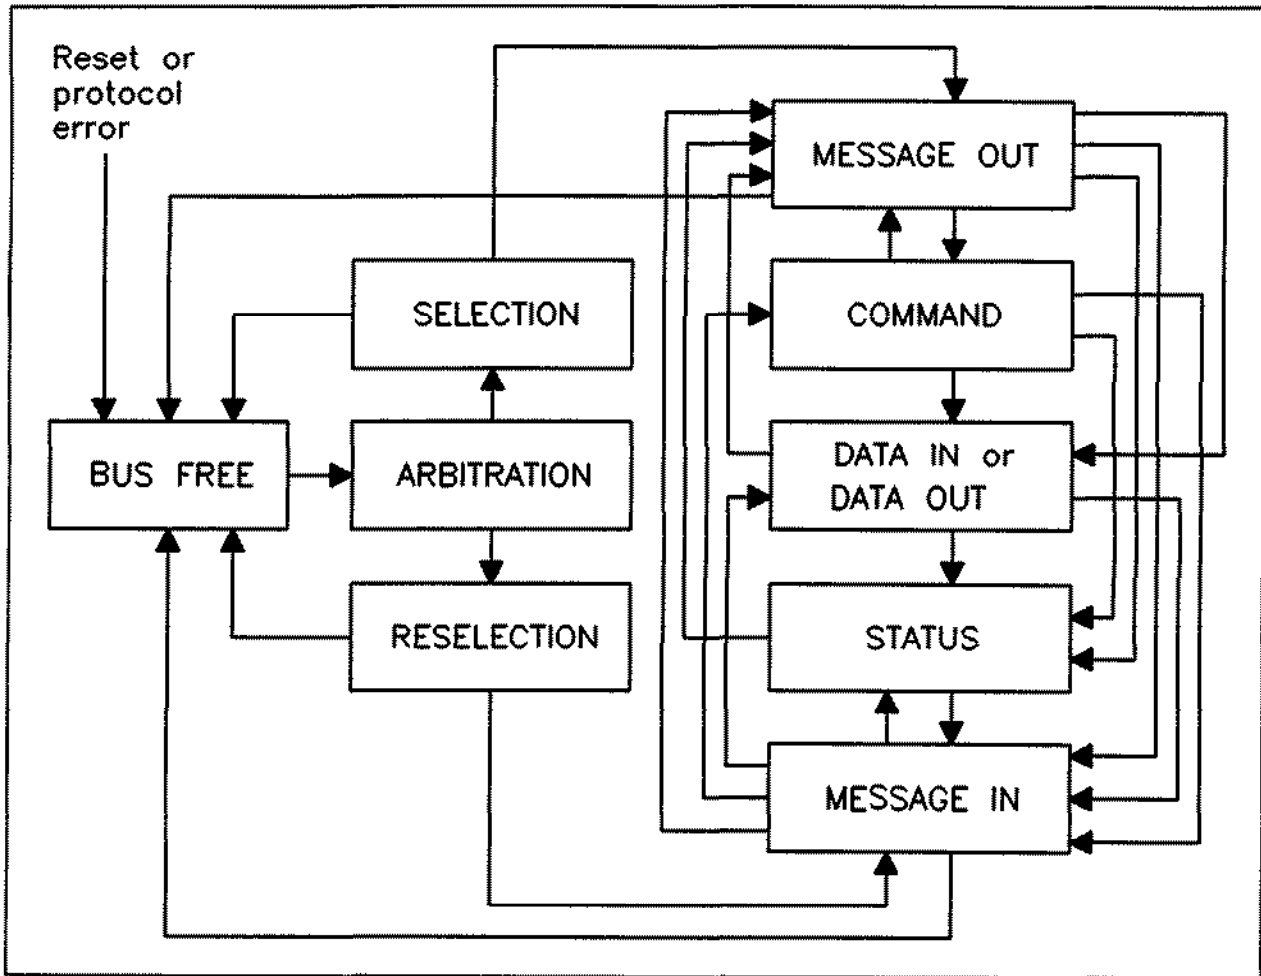 Reset or
protocol
error
MESSAGE OUT
SELECTION
COMMAND
BUS FREE
ARBITRATION
DATA IN or
DATA OUT
RESELECTION
STATUS
MESSAGE IN